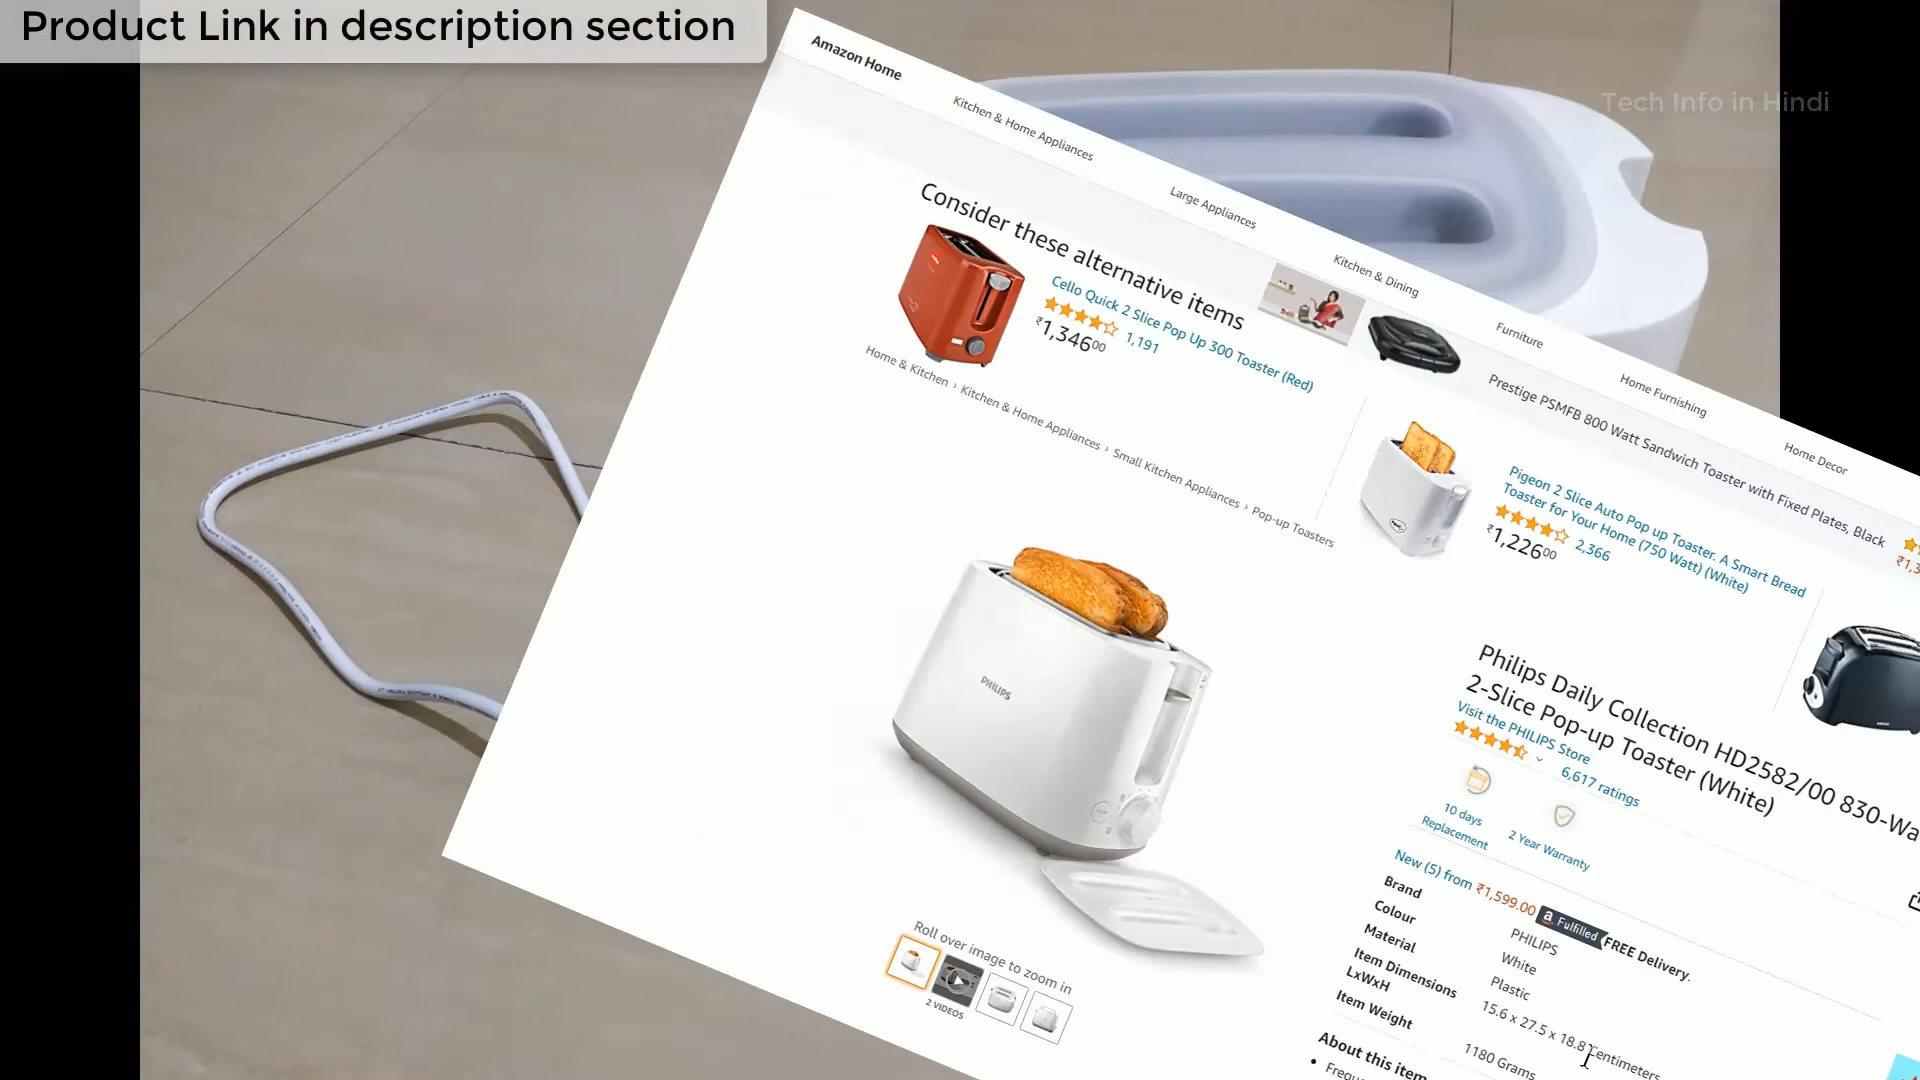 Product Link in description section
Tech Info in Hindi
Amazon Home
Kitchen & Home Appliances
Large Appliances
Kitchen & Dining
Furniture
Home Furnishing
Home Decor
Consider these alternative items
Cello Quick 2 Slice Pop Up 300 Toaster (Red)
1,191
₹1,34600
Prestige PSMFB 800 Watt Sandwich Toaster with Fixed Plates, Black
₹1,3
Pigeon 2 Slice Auto Pop up Toaster. A Smart Bread
Toaster for Your Home (750 Watt) (White)
2,366
₹1,22600
Home & Kitchen › Kitchen & Home Appliances › Small Kitchen Appliances › Pop-up Toasters
PHILIPS
Philips Daily Collection HD2582/00 830-Wa
2-Slice Pop-up Toaster (White)
Visit the PHILIPS Store
6,617 ratings
10 days
Replacement
2 Year Warranty
New (5) from ₹1,599.00 Fulfilled FREE Delivery.
Brand PHILIPS
Colour White
Material Plastic
Item Dimensions 15.6 x 27.5 x 18.8 Centimeters
LxWxH
Item Weight 1180 Grams
About this item
Roll over image to zoom in
2 VIDEOS